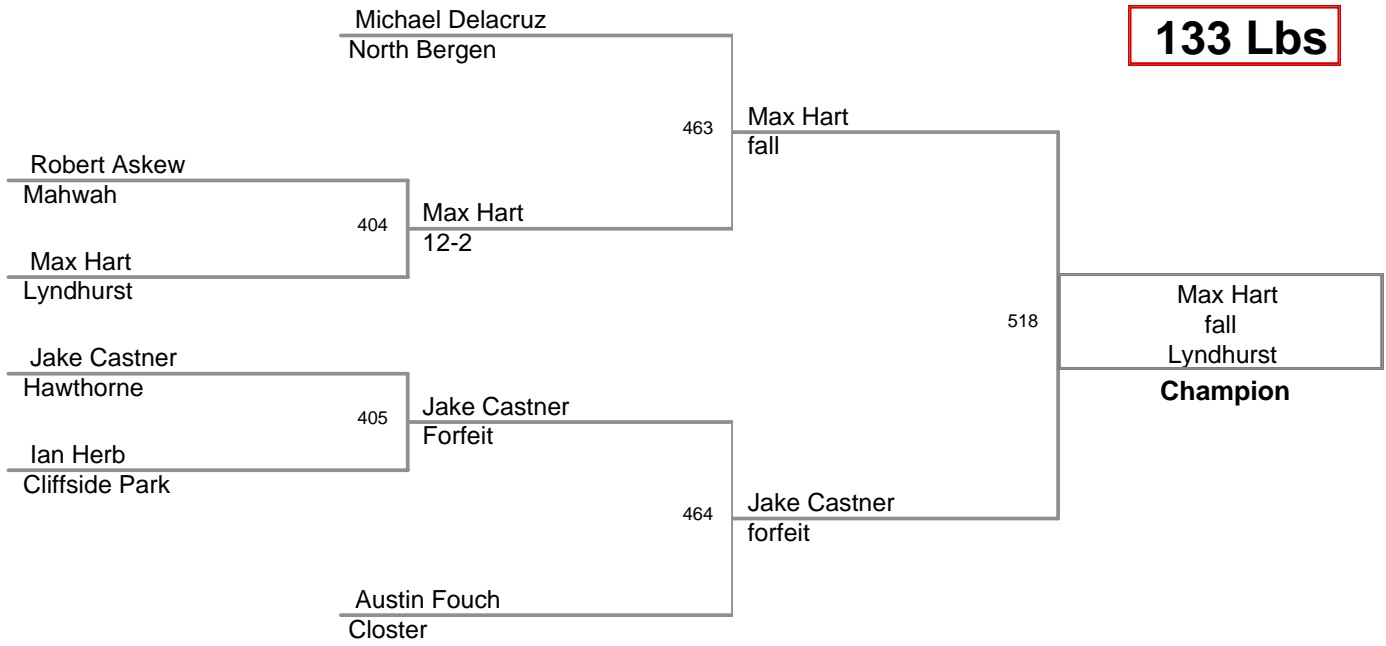 Michael Delacruz
North Bergen
133 Lbs
463
Max Hart
fall
Robert Askew
Mahwah
404
Max Hart
12-2
Max Hart
Lyndhurst
518
Max Hart
fall
Lyndhurst
Champion
Jake Castner
Hawthorne
405
Jake Castner
Forfeit
Ian Herb
Cliffside Park
464
Jake Castner
forfeit
Austin Fouch
Closter